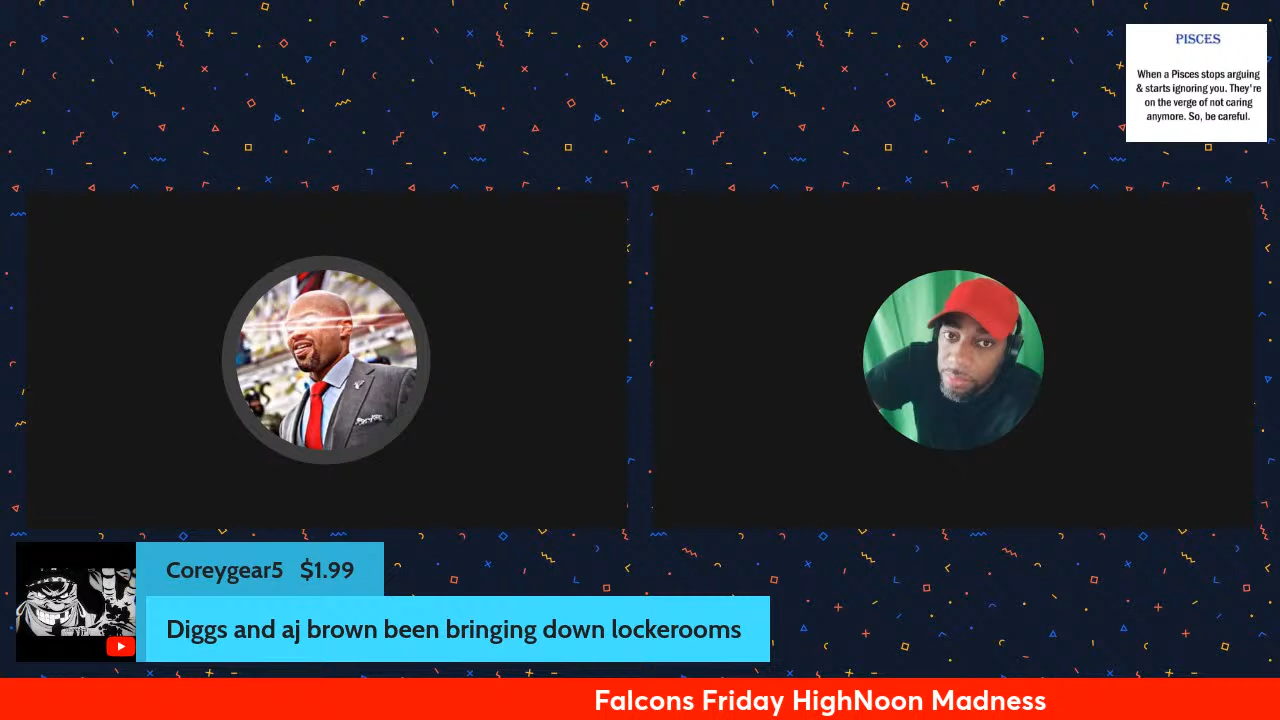 PISCES
When a Pisces stops arguing
& starts ignoring you. They're
on the verge of not caring
anymore. So, be careful.
Coreygear5 $1.99
Diggs and aj brown been bringing down lockerooms
Falcons Friday HighNoon Madness